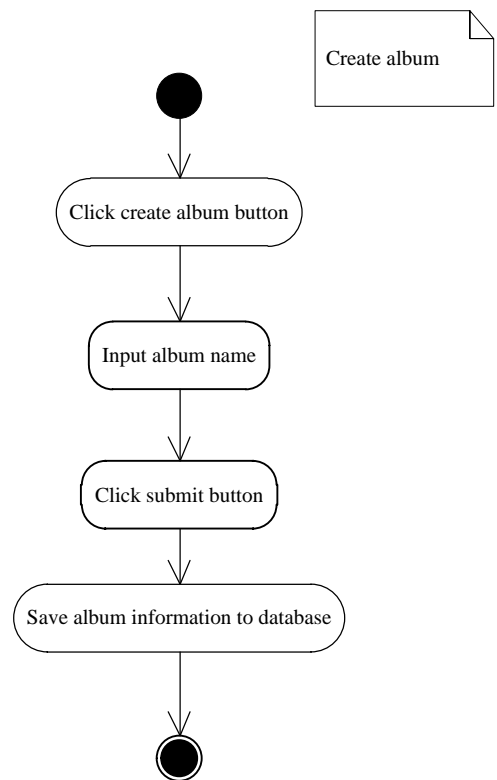 Create album
Click create album button
Input album name
Click submit button
Save album information to database